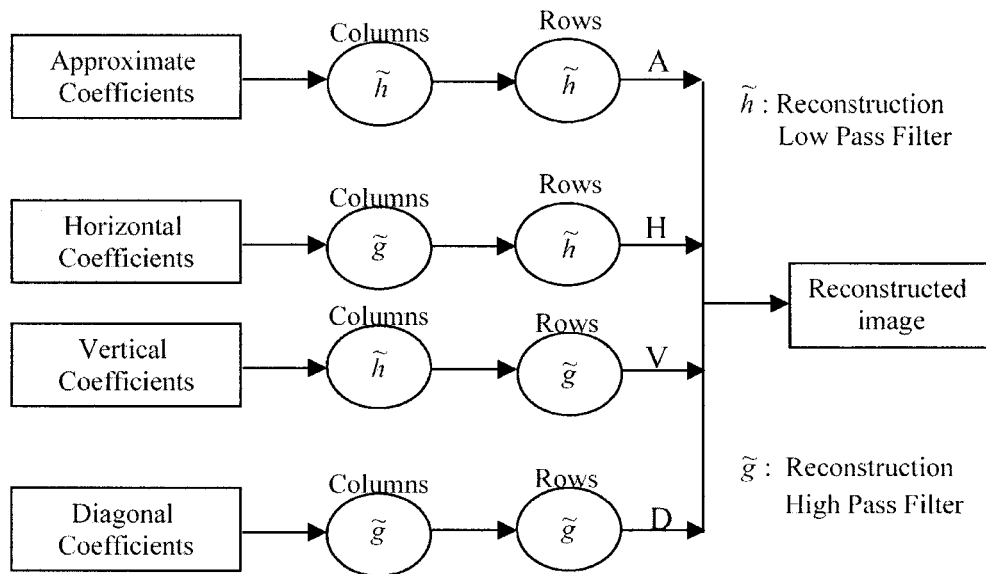 Columns
Rows
Approximate
Coefficients
h̃
h̃
A
h̃ : Reconstruction
Low Pass Filter
Columns
Rows
Horizontal
Coefficients
g̃
h̃
H
Reconstructed
image
Columns
Rows
Vertical
Coefficients
h̃
g̃
V
g̃ : Reconstruction
High Pass Filter
Columns
Rows
Diagonal
Coefficients
g̃
g̃
D